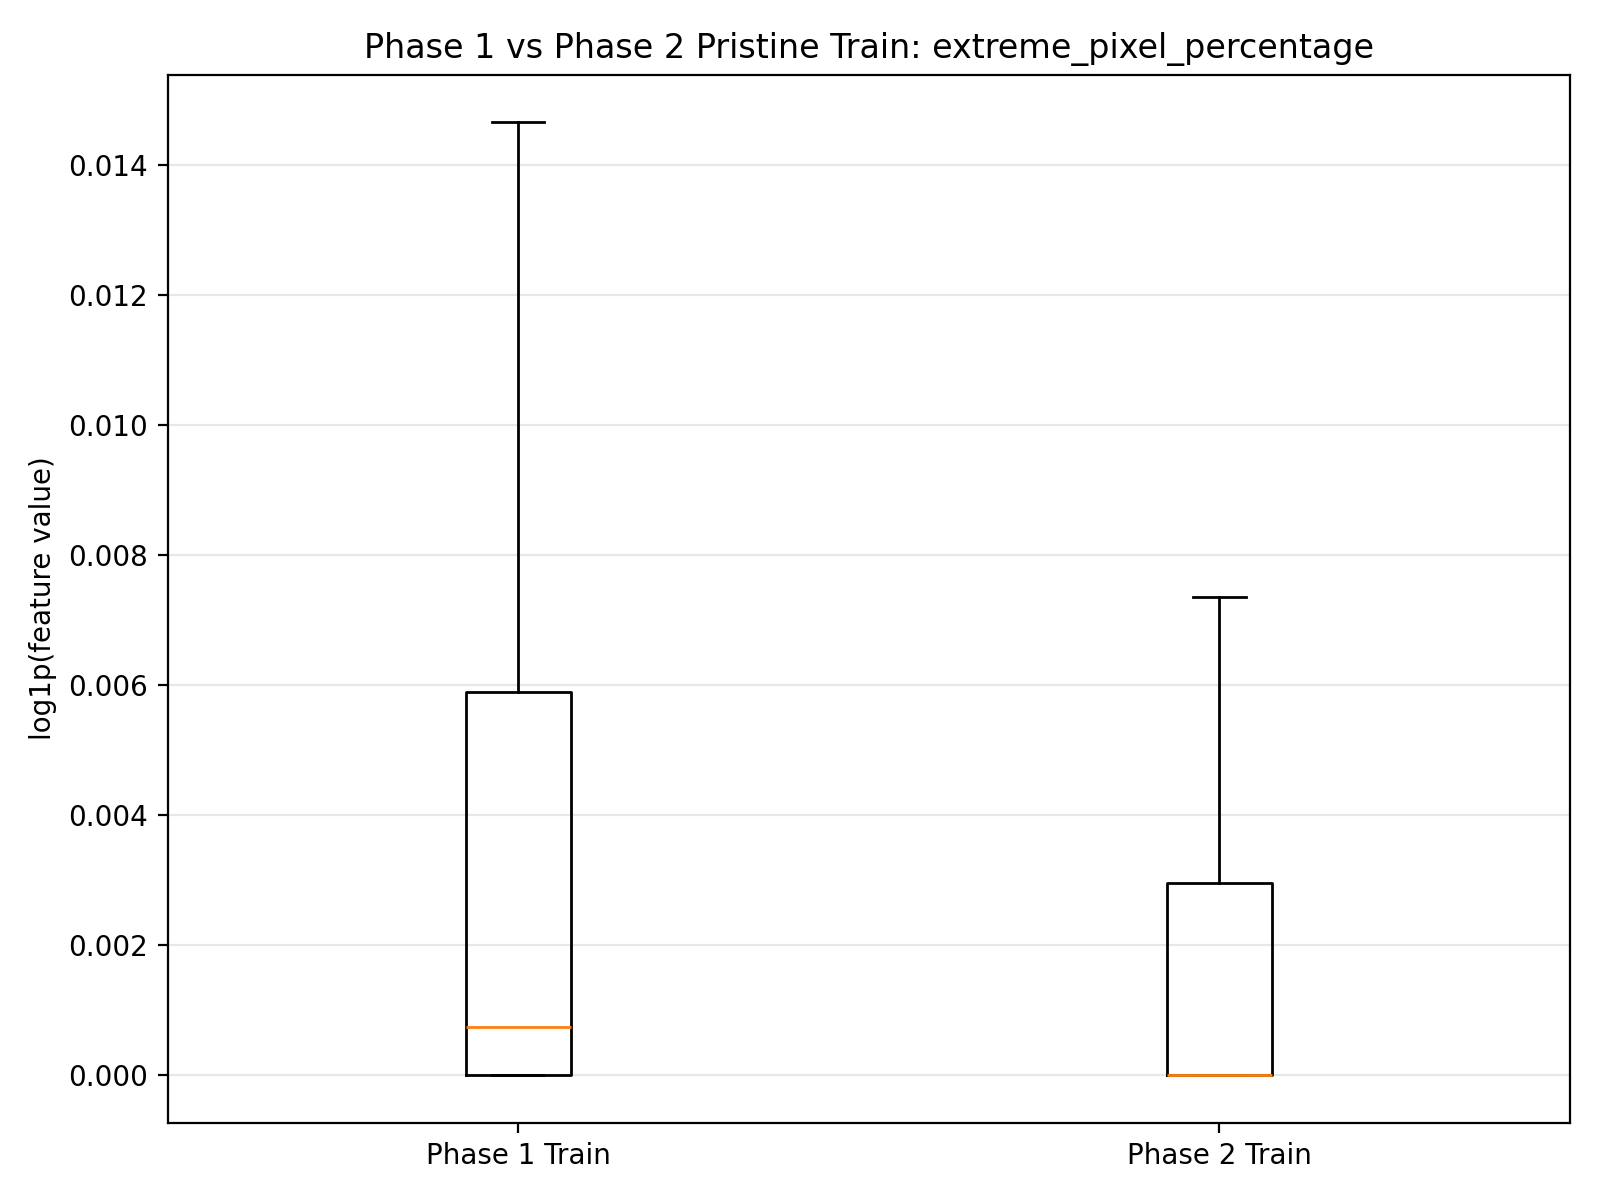 Phase 1 vs Phase 2 Pristine Train: extreme_pixel_percentage
log1p(feature value)
0.014
0.012
0.010
0.008
0.006
0.004
0.002
0.000
Phase 1 Train
Phase 2 Train